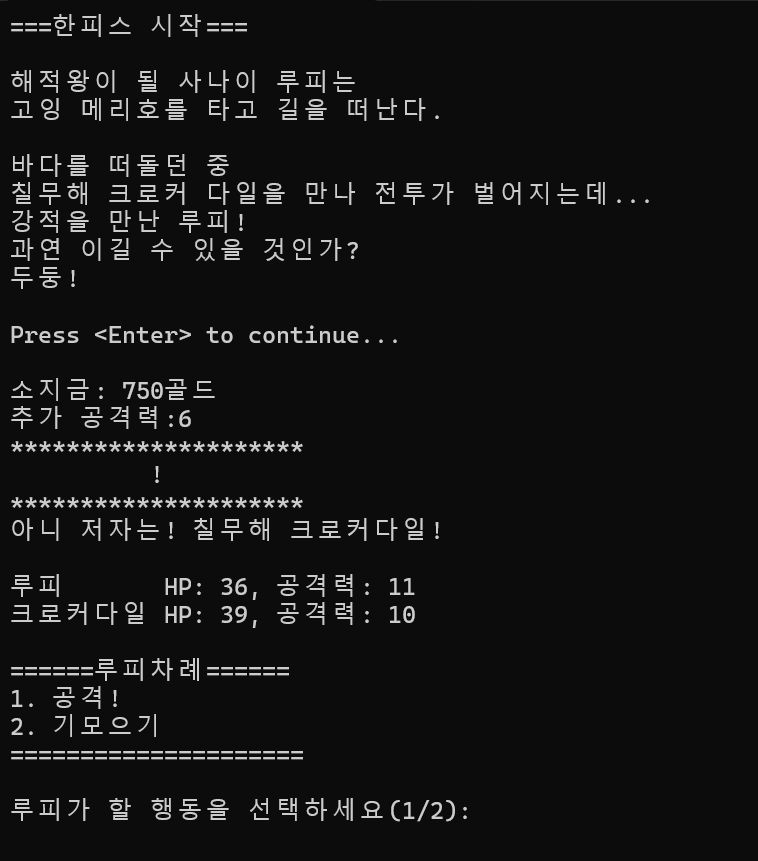 ===한피스 시작===
해적왕이 될 사나이 루피는
고잉 메리호를 타고 길을 떠난다.
바다를 떠돌던 중
칠무해 크로커 다일을 만나 전투가 벌어지는데...
강적을 만난 루피!
과연 이길 수 있을 것인가?
두둥!
Press <Enter> to continue...
소지금: 750골드
추가 공격력:6
*********************
!
*********************
아니 저자는! 칠무해 크로커다일!
루피 HP: 36, 공격력: 11
크로커다일 HP: 39, 공격력: 10
======루피차례======
1. 공격!
2. 기모으기
=====================
루피가 할 행동을 선택하세요(1/2):